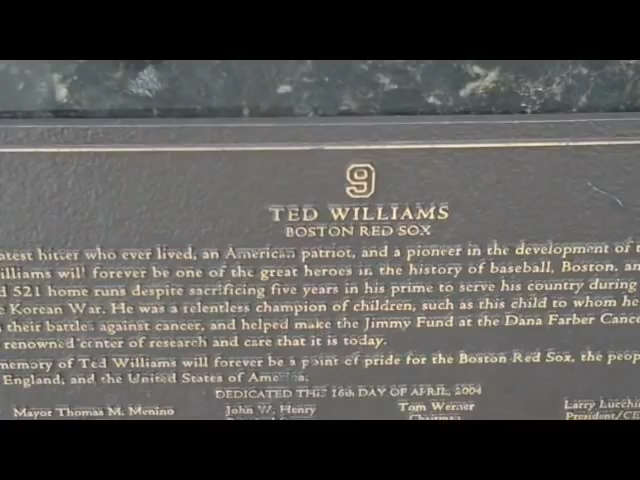 9
TED WILLIAMS
BOSTON RED SOX
atest hitter who ever lived, an American patriot, and a pioneer in the development of t
illiams will forever be one of the great heroes in the history of baseball, Boston, an
d 521 home runs despite sacrificing five years in his prime to serve his country during
e Korean War. He was a relentless champion of children, such as this child to whom he
n their battles against cancer, and helped make the Jimmy Fund at the Dana Farber Cance
renowned center of research and care that it is today.
memory of Ted Williams will forever be a point of pride for the Boston Red Sox, the peop
England, and the United States of America.
DEDICATED THIS 16th DAY OF APRIL, 2004
Mayor Thomas M. Menino John W. Henry Tom Werner Larry Lucchin
Chairman President/CE